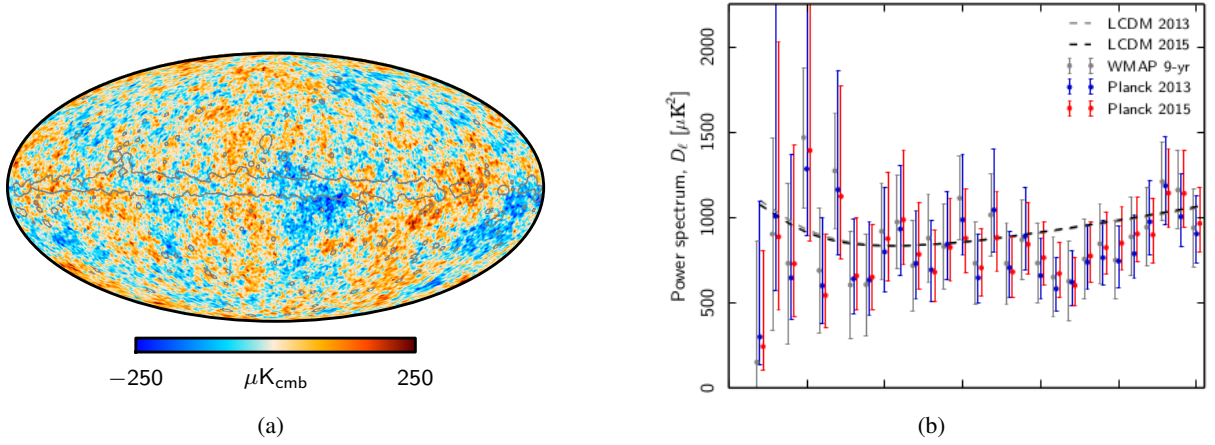 −250 μK_cmb 250
(a)
Power spectrum, D_ℓ [μK²]
2000
1500
1000
500
0
LCDM 2013
LCDM 2015
WMAP 9-yr
Planck 2013
Planck 2015
(b)